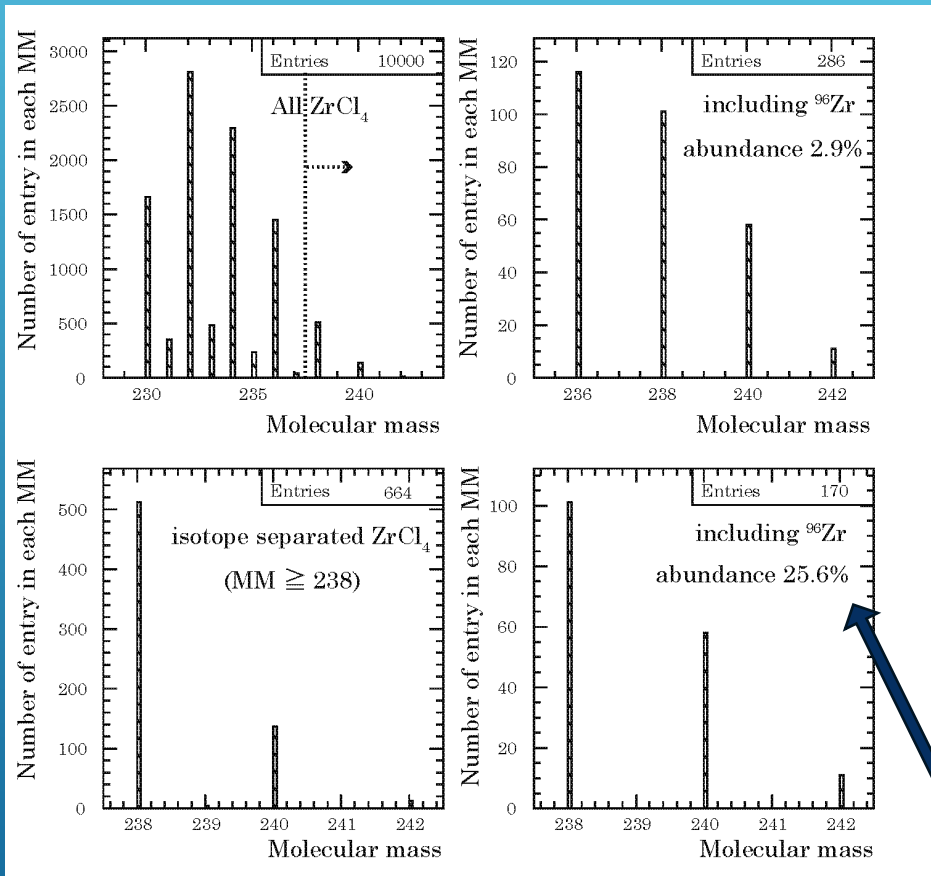 Number of entry in each MM
3000
2500
2000
1500
1000
500
0
Entries 10000
All ZrCl₄
230 235 240
Molecular mass
Number of entry in each MM
120
100
80
60
40
20
0
Entries 286
including ⁹⁶Zr
abundance 2.9%
236 238 240 242
Molecular mass
Number of entry in each MM
500
400
300
200
100
0
Entries 664
isotope separated ZrCl₄
(MM ≧ 238)
238 239 240 241 242
Molecular mass
Number of entry in each MM
100
80
60
40
20
0
Entries 170
including ⁹⁶Zr
abundance 25.6%
238 239 240 241 242
Molecular mass